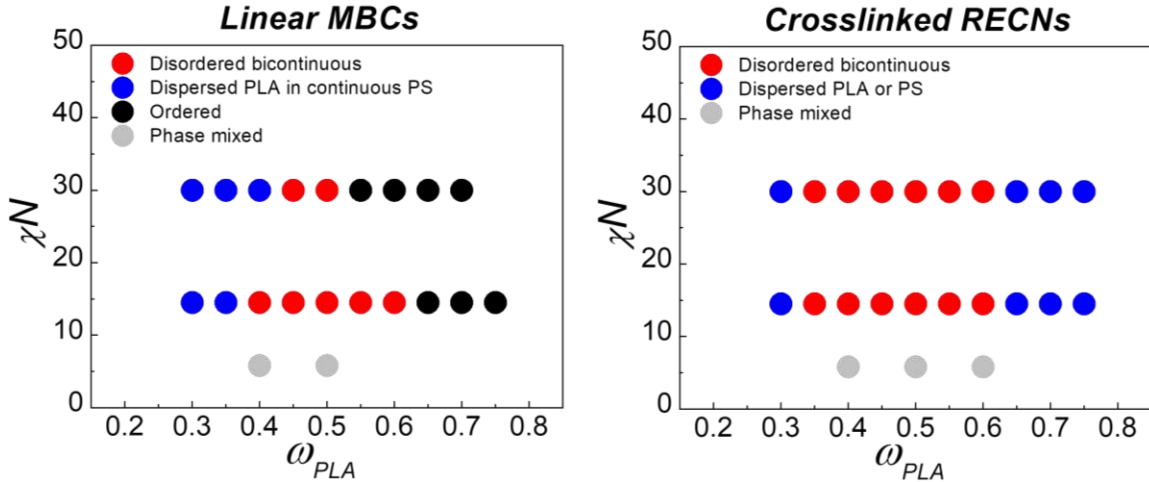 Linear MBCs
50
40
30
20
10
0
χN
Disordered bicontinuous
Dispersed PLA in continuous PS
Ordered
Phase mixed
0.2 0.3 0.4 0.5 0.6 0.7 0.8
ωPLA
Crosslinked RECNs
50
40
30
20
10
0
χN
Disordered bicontinuous
Dispersed PLA or PS
Phase mixed
0.2 0.3 0.4 0.5 0.6 0.7 0.8
ωPLA